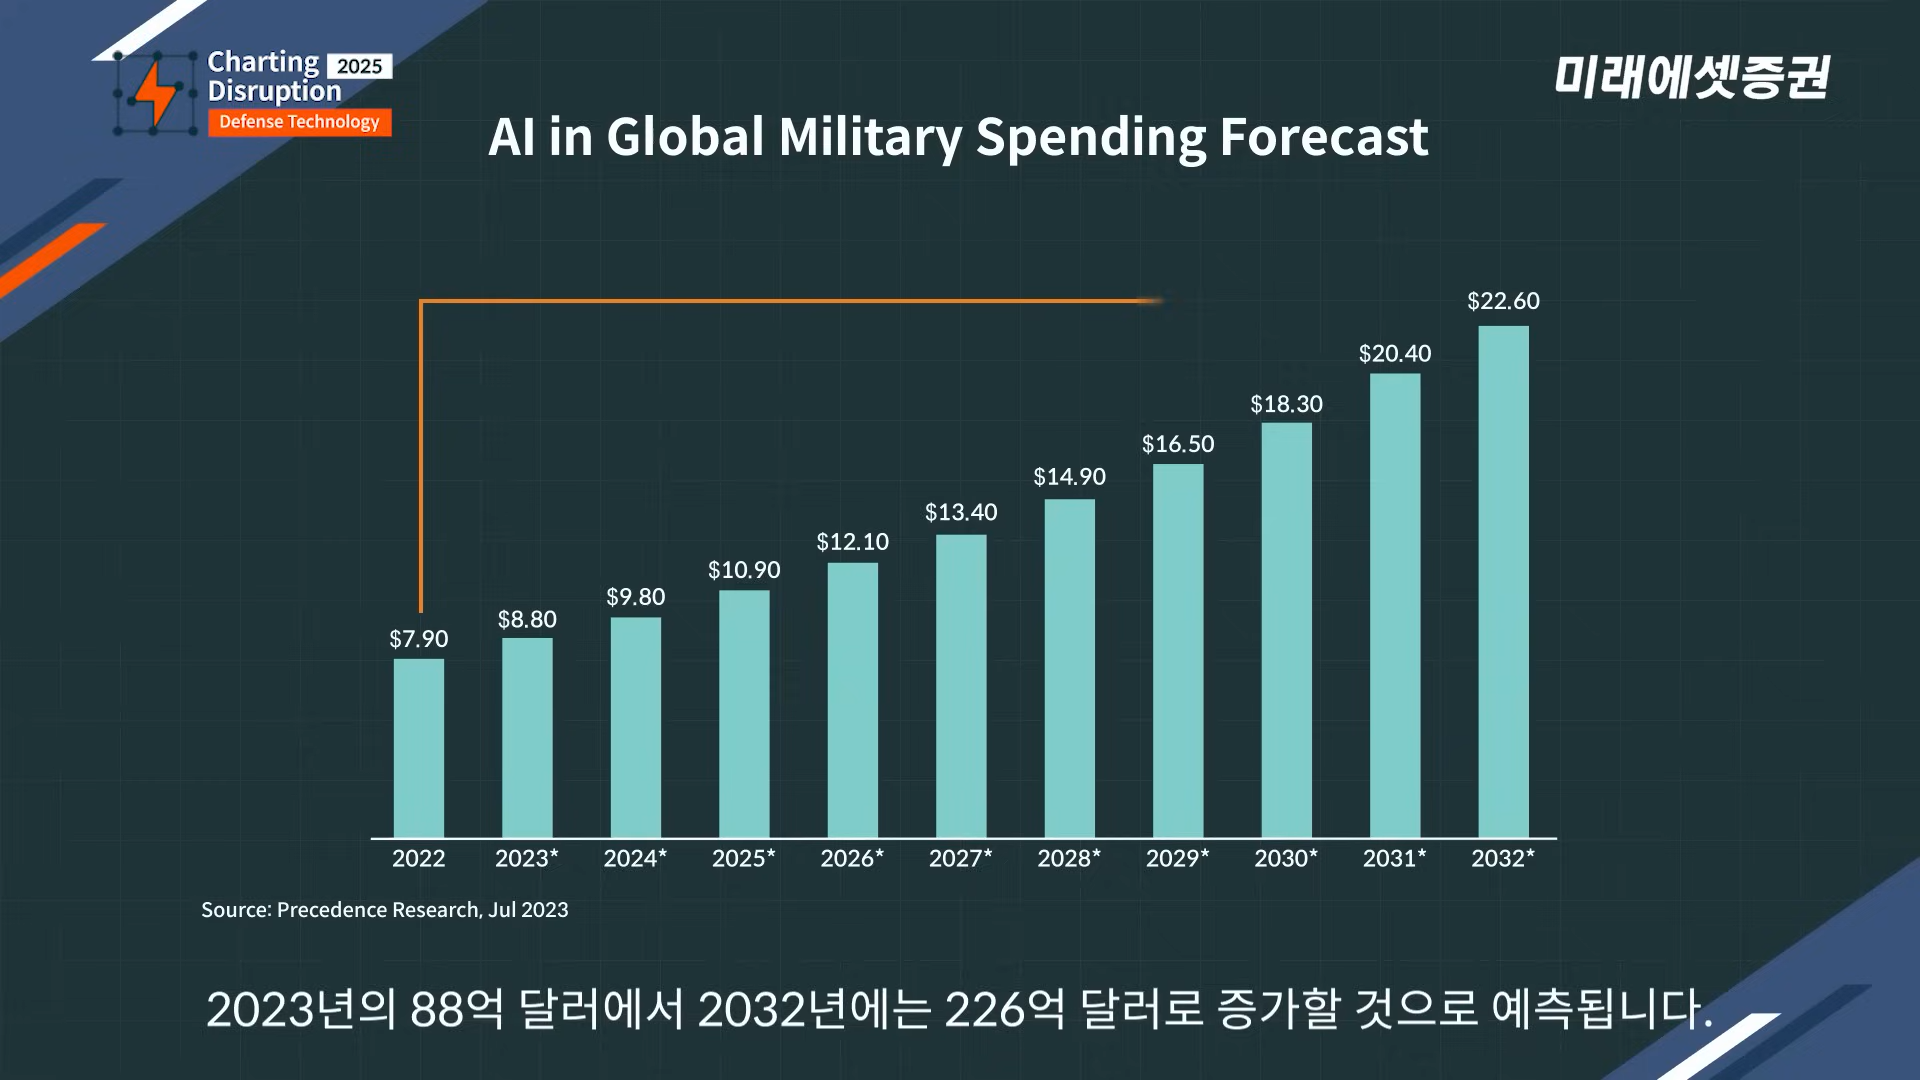 Charting 2025
Disruption
Defense Technology
미래에셋증권
AI in Global Military Spending Forecast
$7.90
$8.80
$9.80
$10.90
$12.10
$13.40
$14.90
$16.50
$18.30
$20.40
$22.60
2022 2023* 2024* 2025* 2026* 2027* 2028* 2029* 2030* 2031* 2032*
Source: Precedence Research, Jul 2023
2023년의 88억 달러에서 2032년에는 226억 달러로 증가할 것으로 예측됩니다.